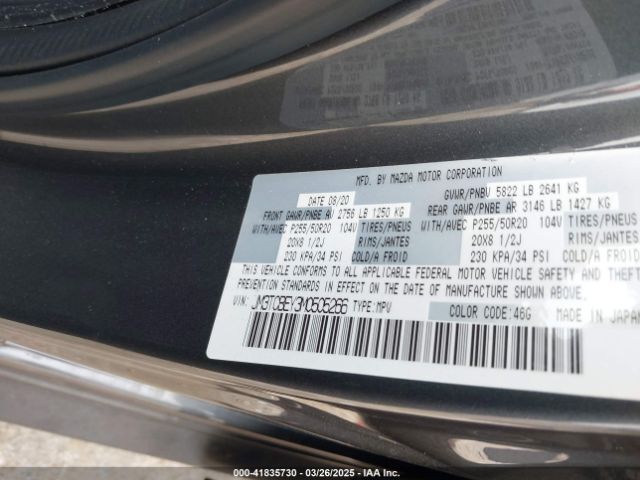 MFD. BY MAZDA MOTOR CORPORATION
DATE 08/20 GVWR/PNBV 5822 LB 2641 KG
FRONT GAWR/PNBE AV 2756 LB 1250 KG REAR GAWR/PNBE AR 3146 LB 1427 KG
WITH/AVEC P255/50R20 104V TIRES/PNEUS WITH/AVEC P255/50R20 104V TIRES/PNEUS
20X8 1/2J RIMS/JANTES 20X8 1/2J RIMS/JANTES
230 KPA/34 PSI COLD/A FROID 230 KPA/34 PSI COLD/A FROID
THIS VEHICLE CONFORMS TO ALL APPLICABLE FEDERAL MOTOR VEHICLE SAFETY AND THEFT
STANDARDS IN EFFECT ON THE DATE OF MANUFACTURE SHOWN ABOVE.
VIN: JM3TCBEY3M0505266 TYPE:MPV COLOR CODE:46G MADE IN JAPAN
000-41835730 — 03/26/2025 — IAA Inc.